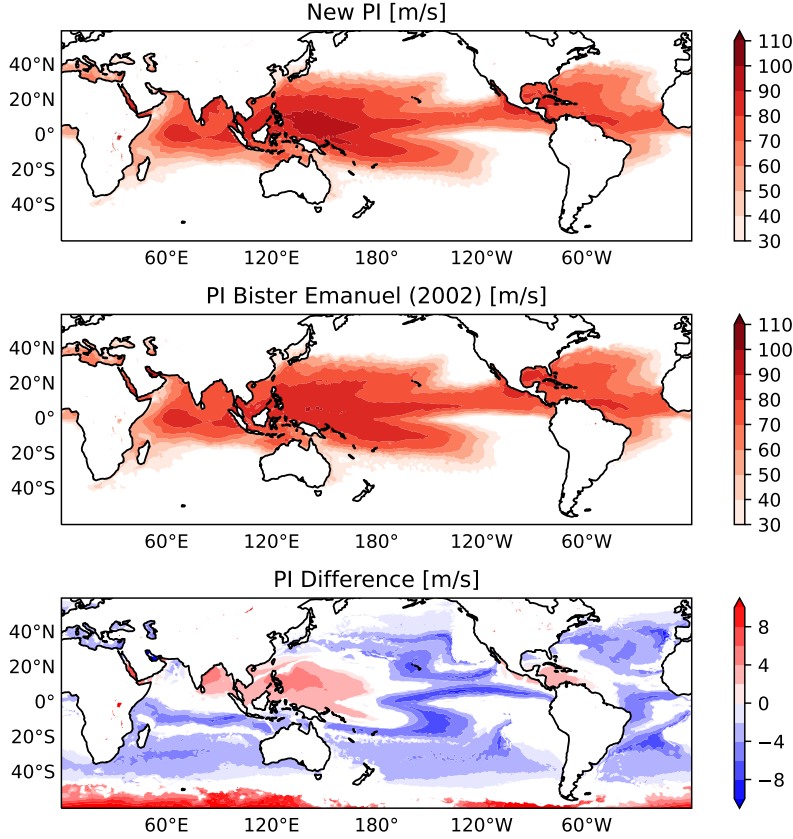 New PI [m/s]
40°N
20°N
0°
20°S
40°S
60°E 120°E 180° 120°W 60°W
110
100
90
80
70
60
50
40
30
PI Bister Emanuel (2002) [m/s]
40°N
20°N
0°
20°S
40°S
60°E 120°E 180° 120°W 60°W
110
100
90
80
70
60
50
40
30
PI Difference [m/s]
40°N
20°N
0°
20°S
40°S
60°E 120°E 180° 120°W 60°W
8
4
0
−4
−8